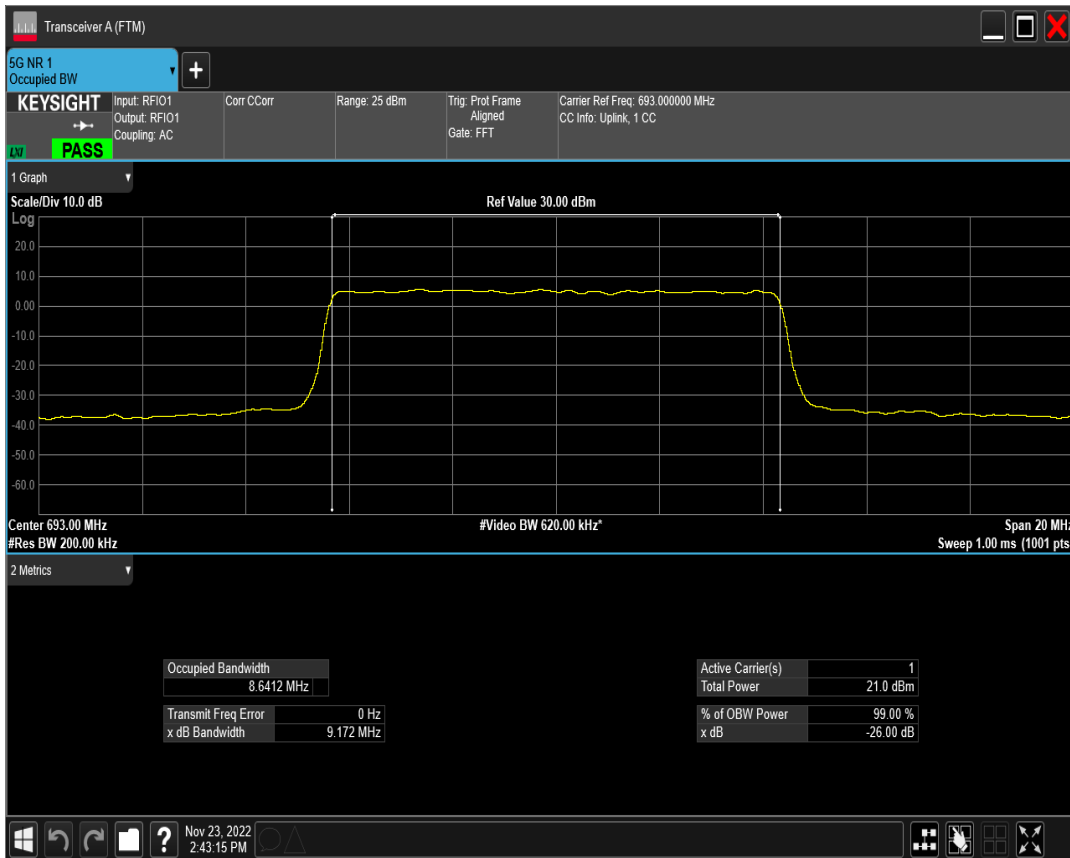 Transceiver A (FTM)
5G NR 1
Occupied BW
+
KEYSIGHT
LXI
PASS
Input: RFIO1
Output: RFIO1
Coupling: AC
Corr CCorr
Range: 25 dBm
Trig: Prot Frame
Aligned
Gate: FFT
Carrier Ref Freq: 693.000000 MHz
CC Info: Uplink, 1 CC
1 Graph
Scale/Div 10.0 dB
Ref Value 30.00 dBm
Log
20.0
10.0
0.00
-10.0
-20.0
-30.0
-40.0
-50.0
-60.0
Center 693.00 MHz
#Video BW 620.00 kHz*
Span 20 MHz
#Res BW 200.00 kHz
Sweep 1.00 ms (1001 pts
2 Metrics
Occupied Bandwidth
8.6412 MHz
Transmit Freq Error 0 Hz
x dB Bandwidth 9.172 MHz
Active Carrier(s) 1
Total Power 21.0 dBm
% of OBW Power 99.00 %
x dB -26.00 dB
?
Nov 23, 2022
2:43:15 PM